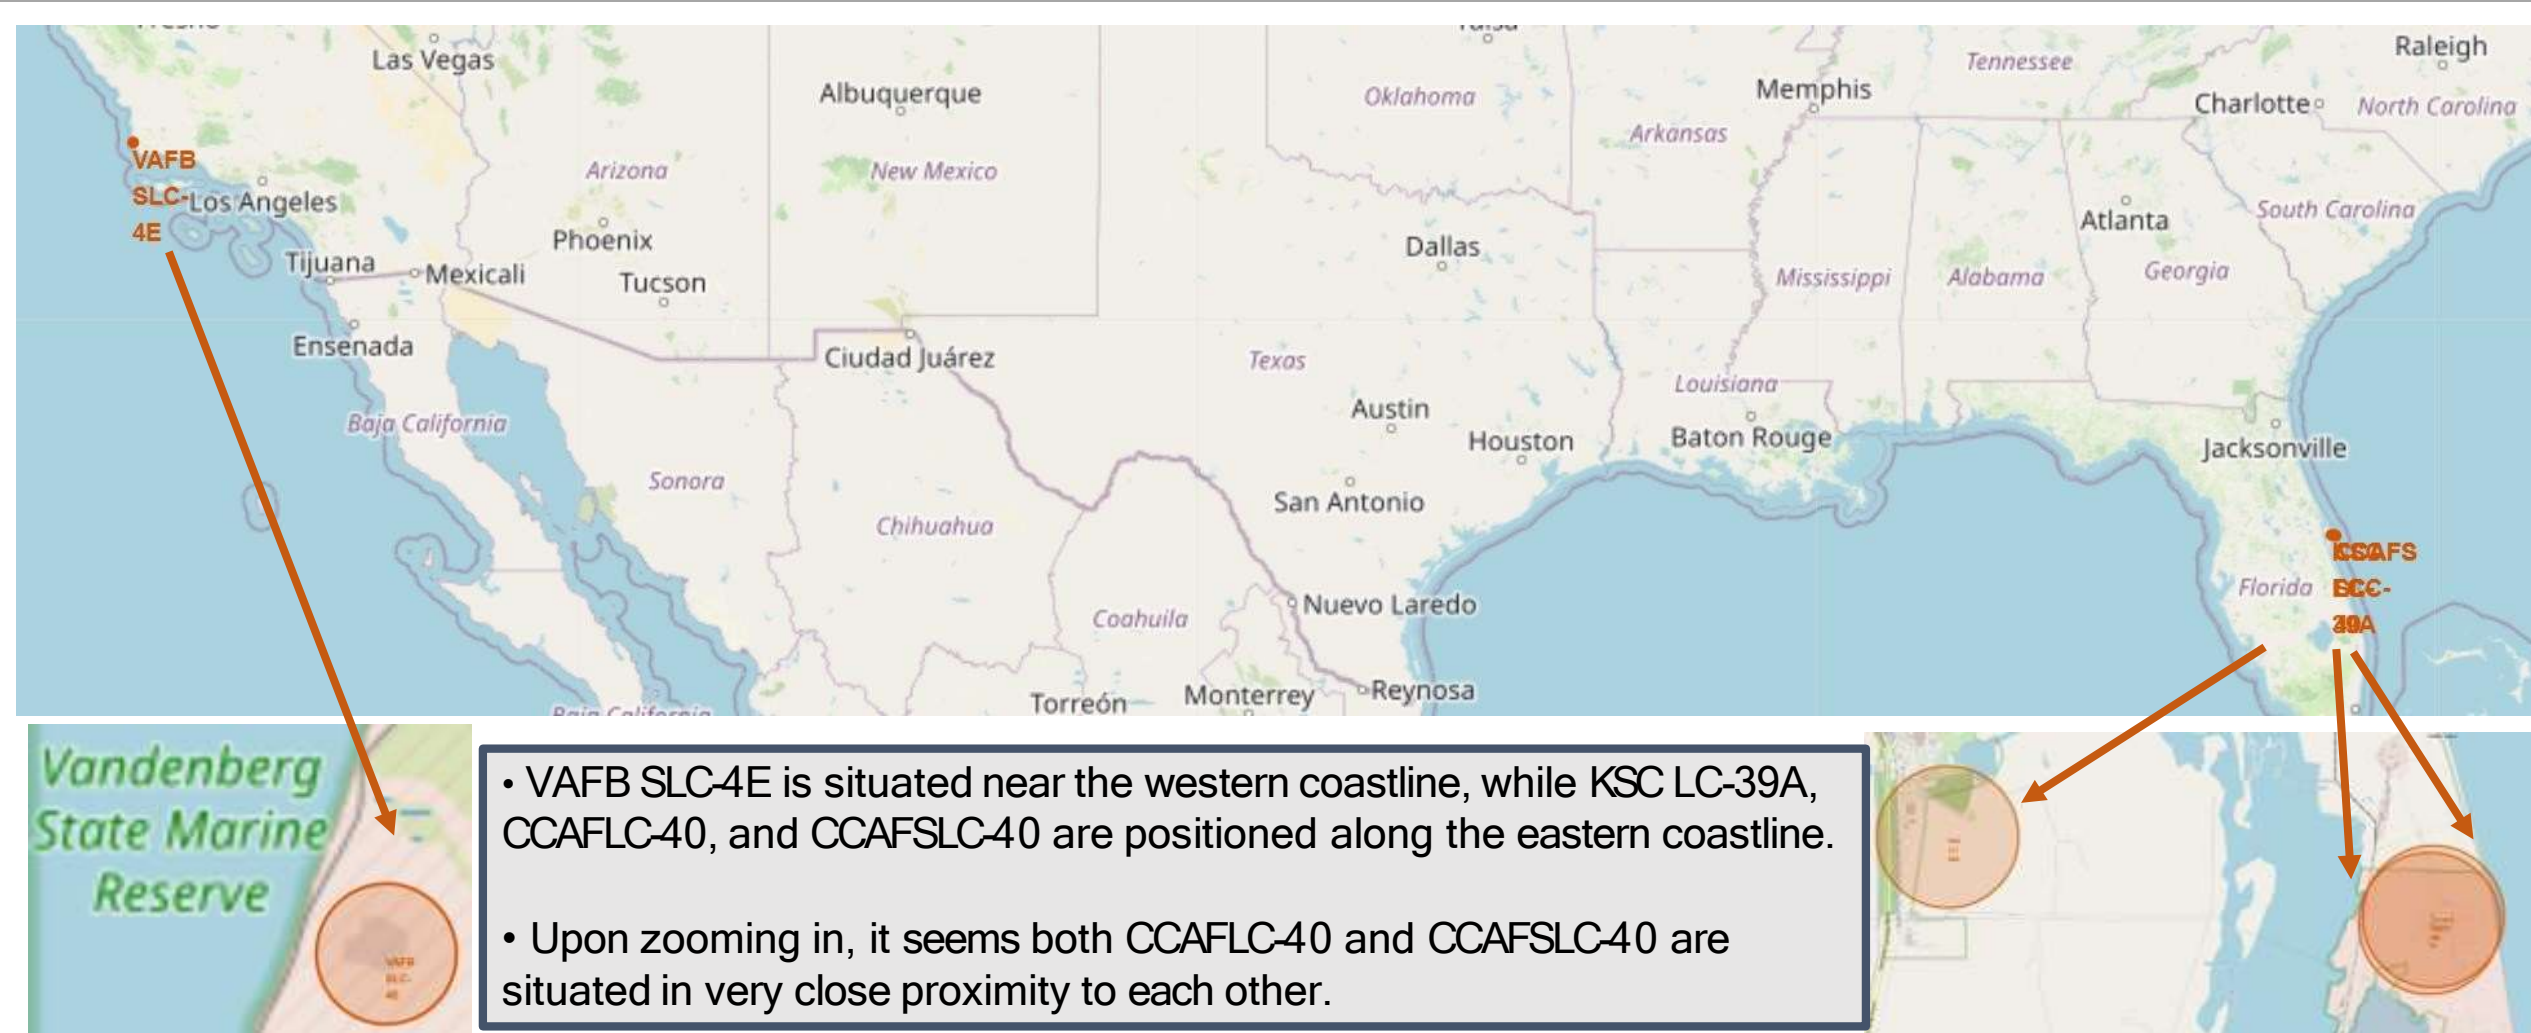 Las Vegas
Albuquerque
Oklahoma
Memphis
Tennessee
Raleigh
Charlotte
North Carolina
Arkansas
VAFB
SLC-
4E
Los Angeles
Arizona
New Mexico
Phoenix
Dallas
Atlanta
South Carolina
Tijuana
Mexicali
Tucson
Mississippi
Alabama
Georgia
Ensenada
Ciudad Juárez
Texas
Louisiana
Baja California
Austin
Houston
Baton Rouge
Jacksonville
Sonora
San Antonio
Chihuahua
Florida
Coahuila
Nuevo Laredo
Torreón
Monterrey
Reynosa
Baja California
Vandenberg
State Marine
Reserve
VAFB
SLC-
4E
• VAFB SLC-4E is situated near the western coastline, while KSC LC-39A,
CCAFLC-40, and CCAFSLC-40 are positioned along the eastern coastline.
• Upon zooming in, it seems both CCAFLC-40 and CCAFSLC-40 are
situated in very close proximity to each other.